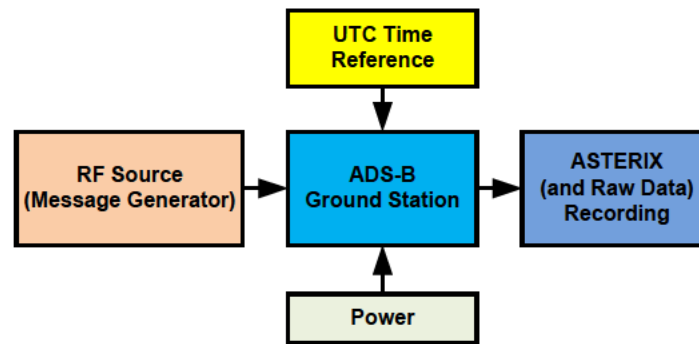 UTC Time
Reference
RF Source
(Message Generator)
ADS-B
Ground Station
ASTERIX
(and Raw Data)
Recording
Power